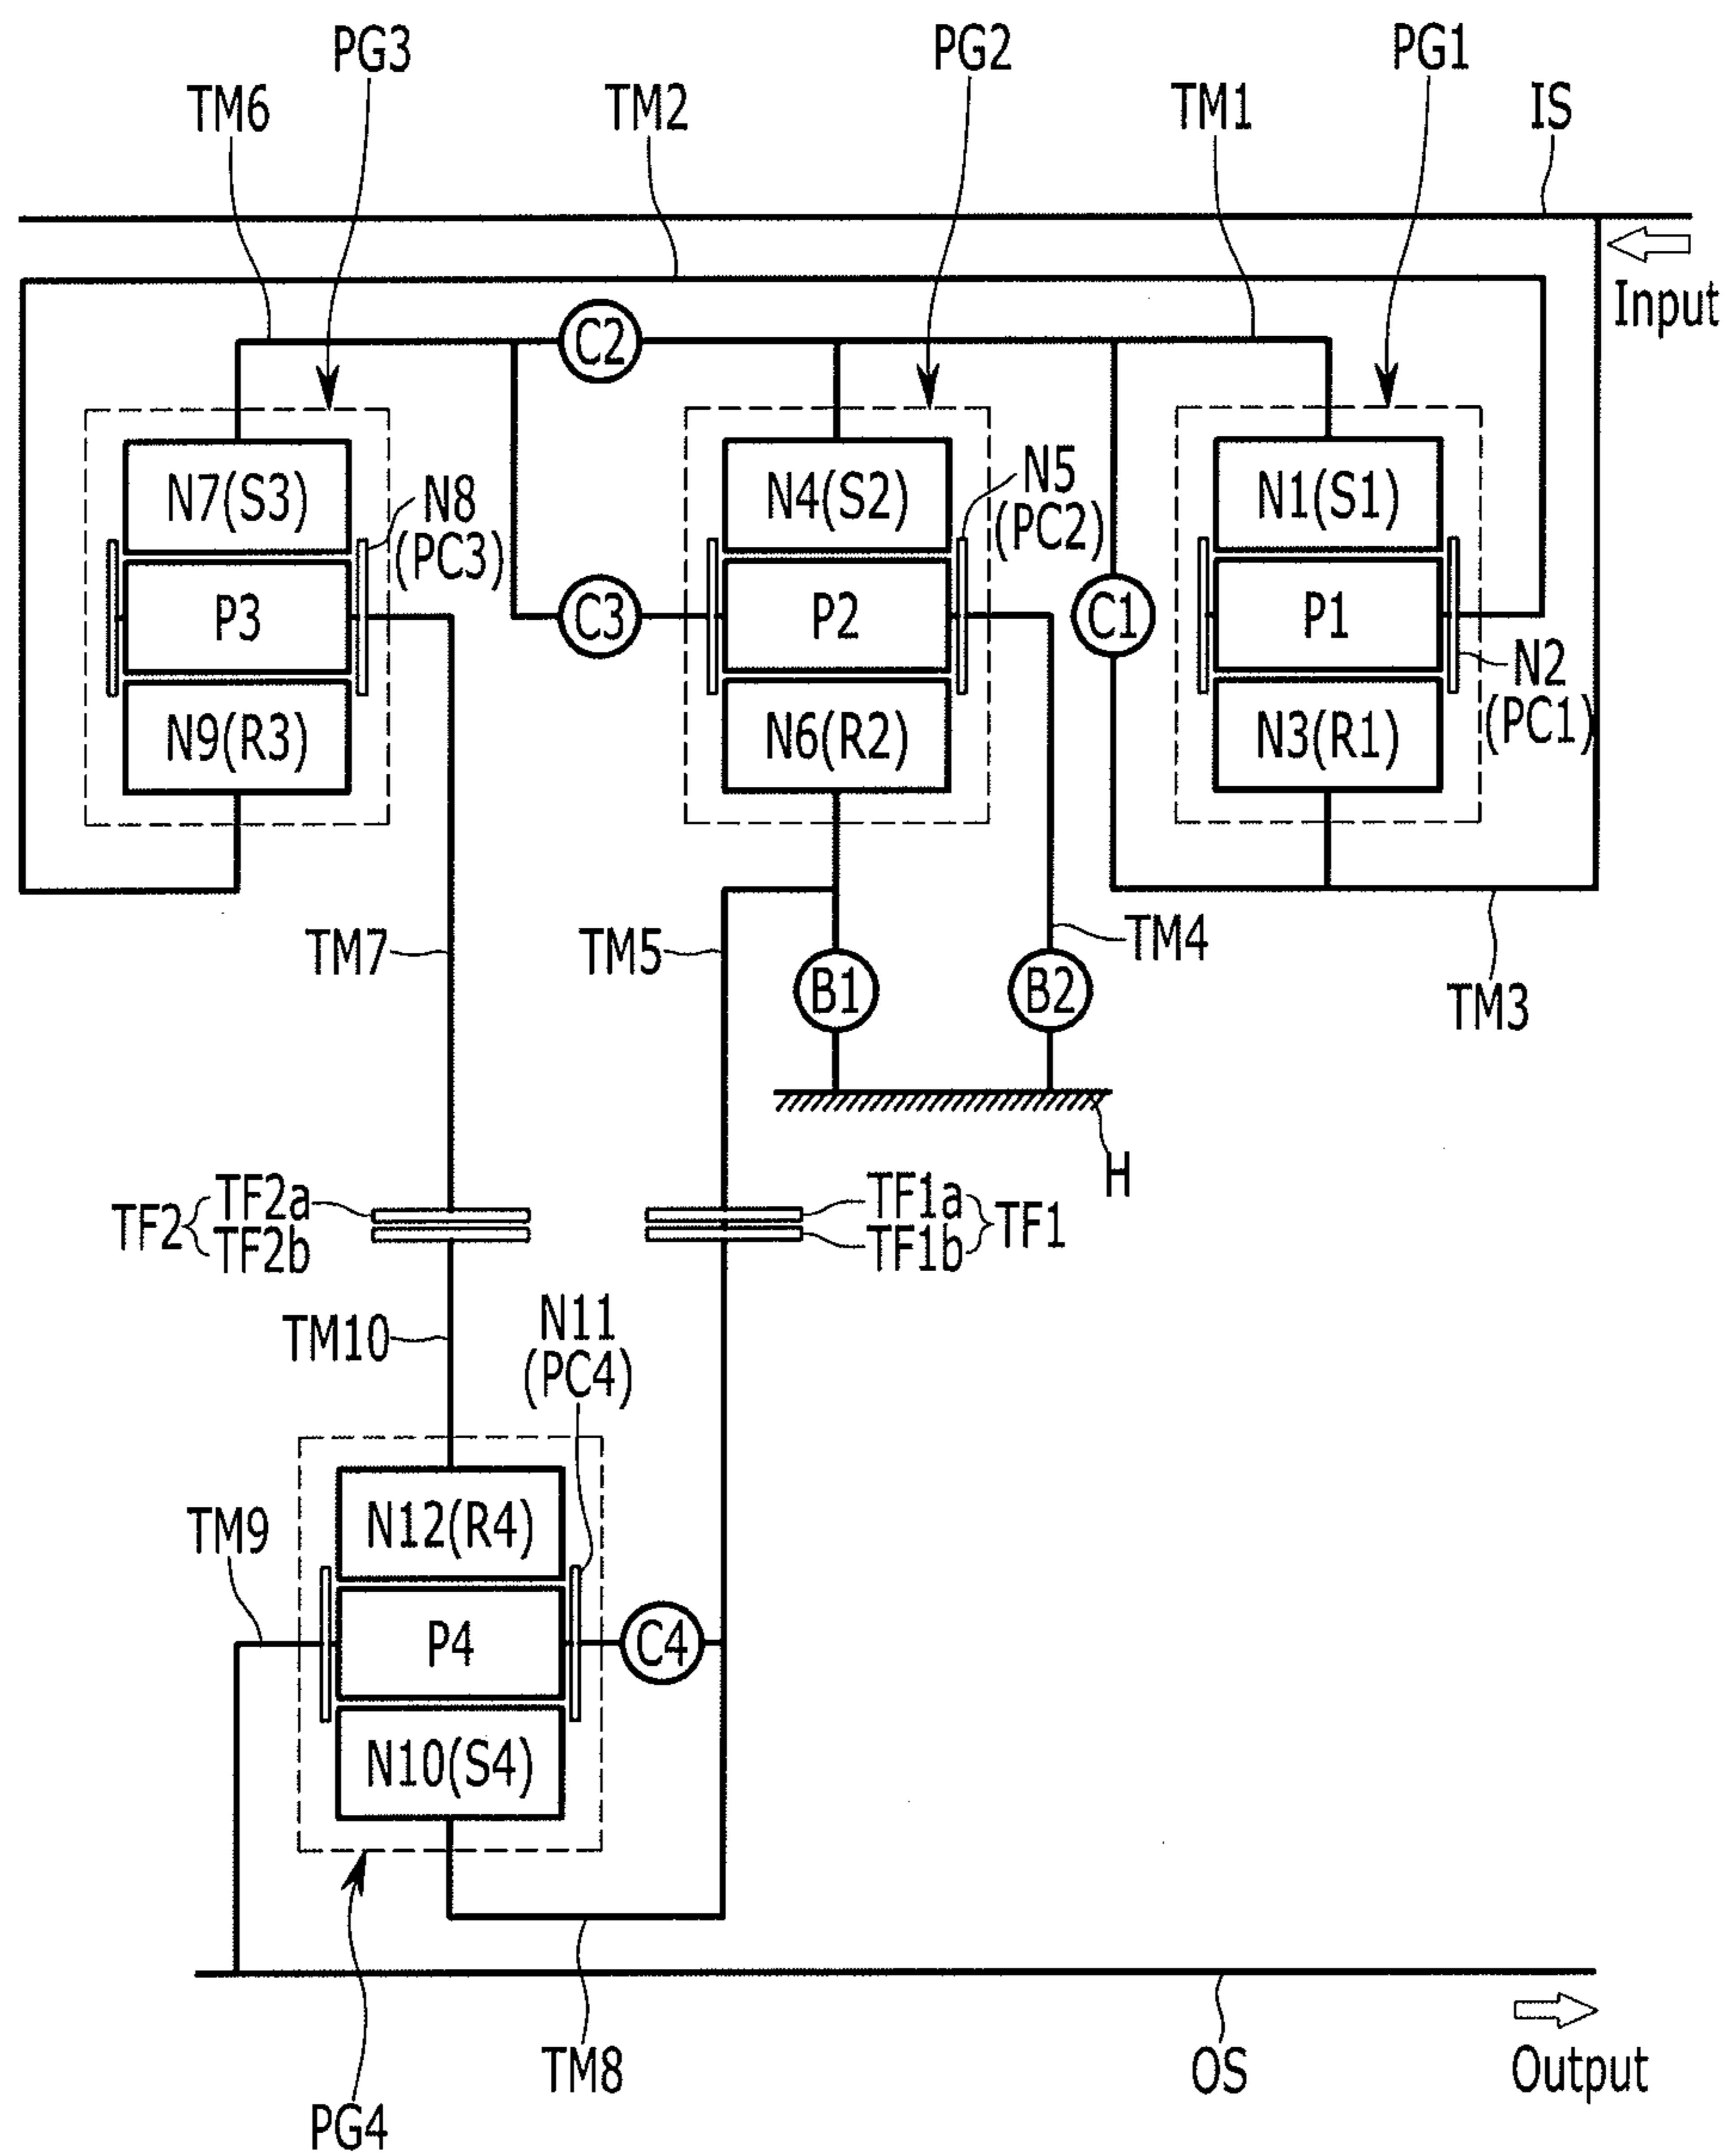 PG3
PG2
PG1
TM6
TM2
TM1
IS
Input
C2
N7(S3)
N8
(PC3)
N4(S2)
N5
(PC2)
N1(S1)
P3
C3
P2
C1
P1
N2
(PC1)
N9(R3)
N6(R2)
N3(R1)
TM7
TM5
TM4
B1
B2
TM3
H
TF2
TF2a
TF2b
TF1a
TF1b
TF1
TM10
N11
(PC4)
TM9
N12(R4)
P4
C4
N10(S4)
TM8
OS
Output
PG4